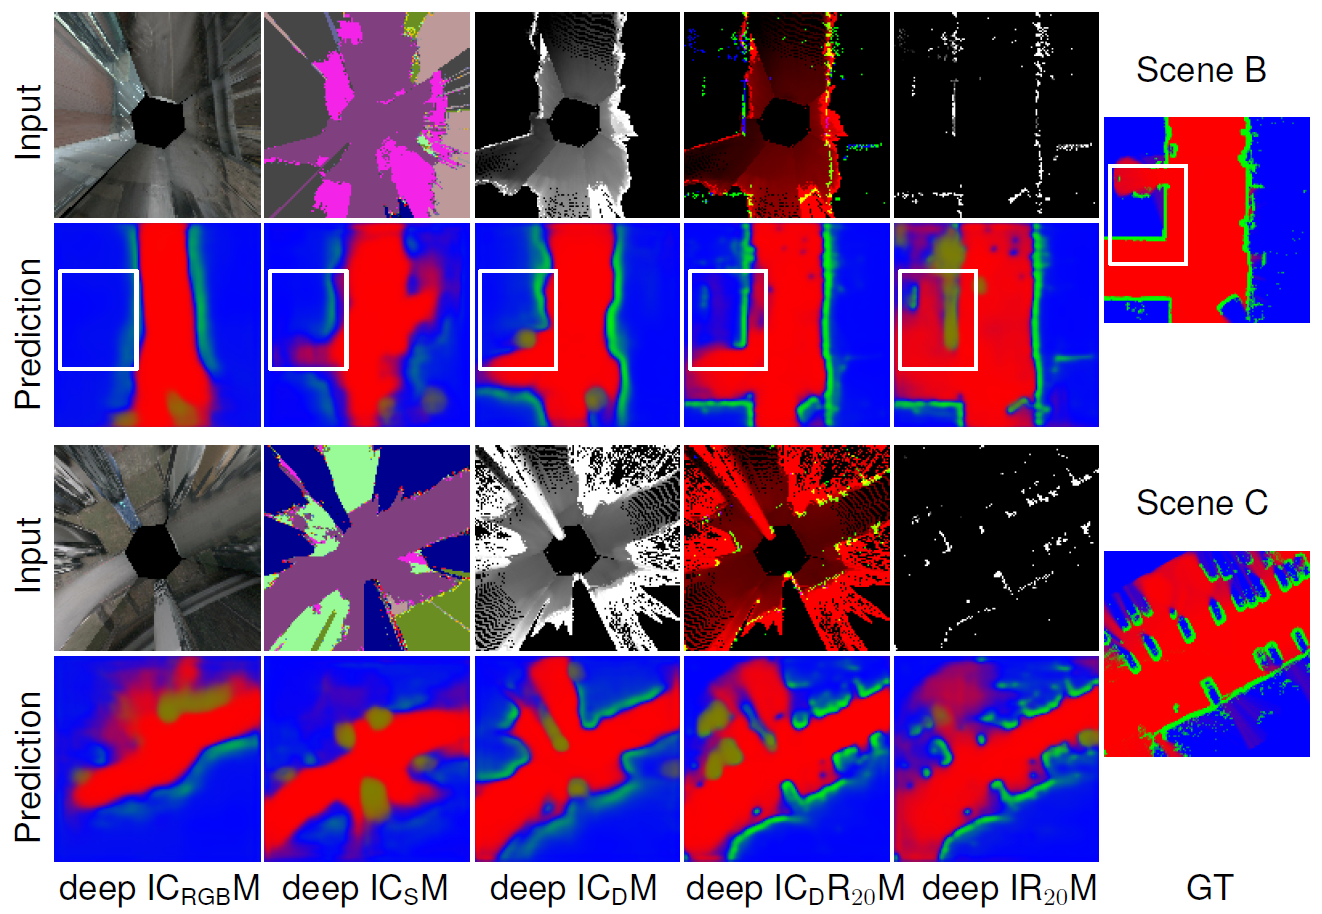 Input
Scene B
Prediction
Input
Scene C
Prediction
deep IC_RGB M deep IC_S M deep IC_D M deep IC_D R_20 M deep IR_20 M GT